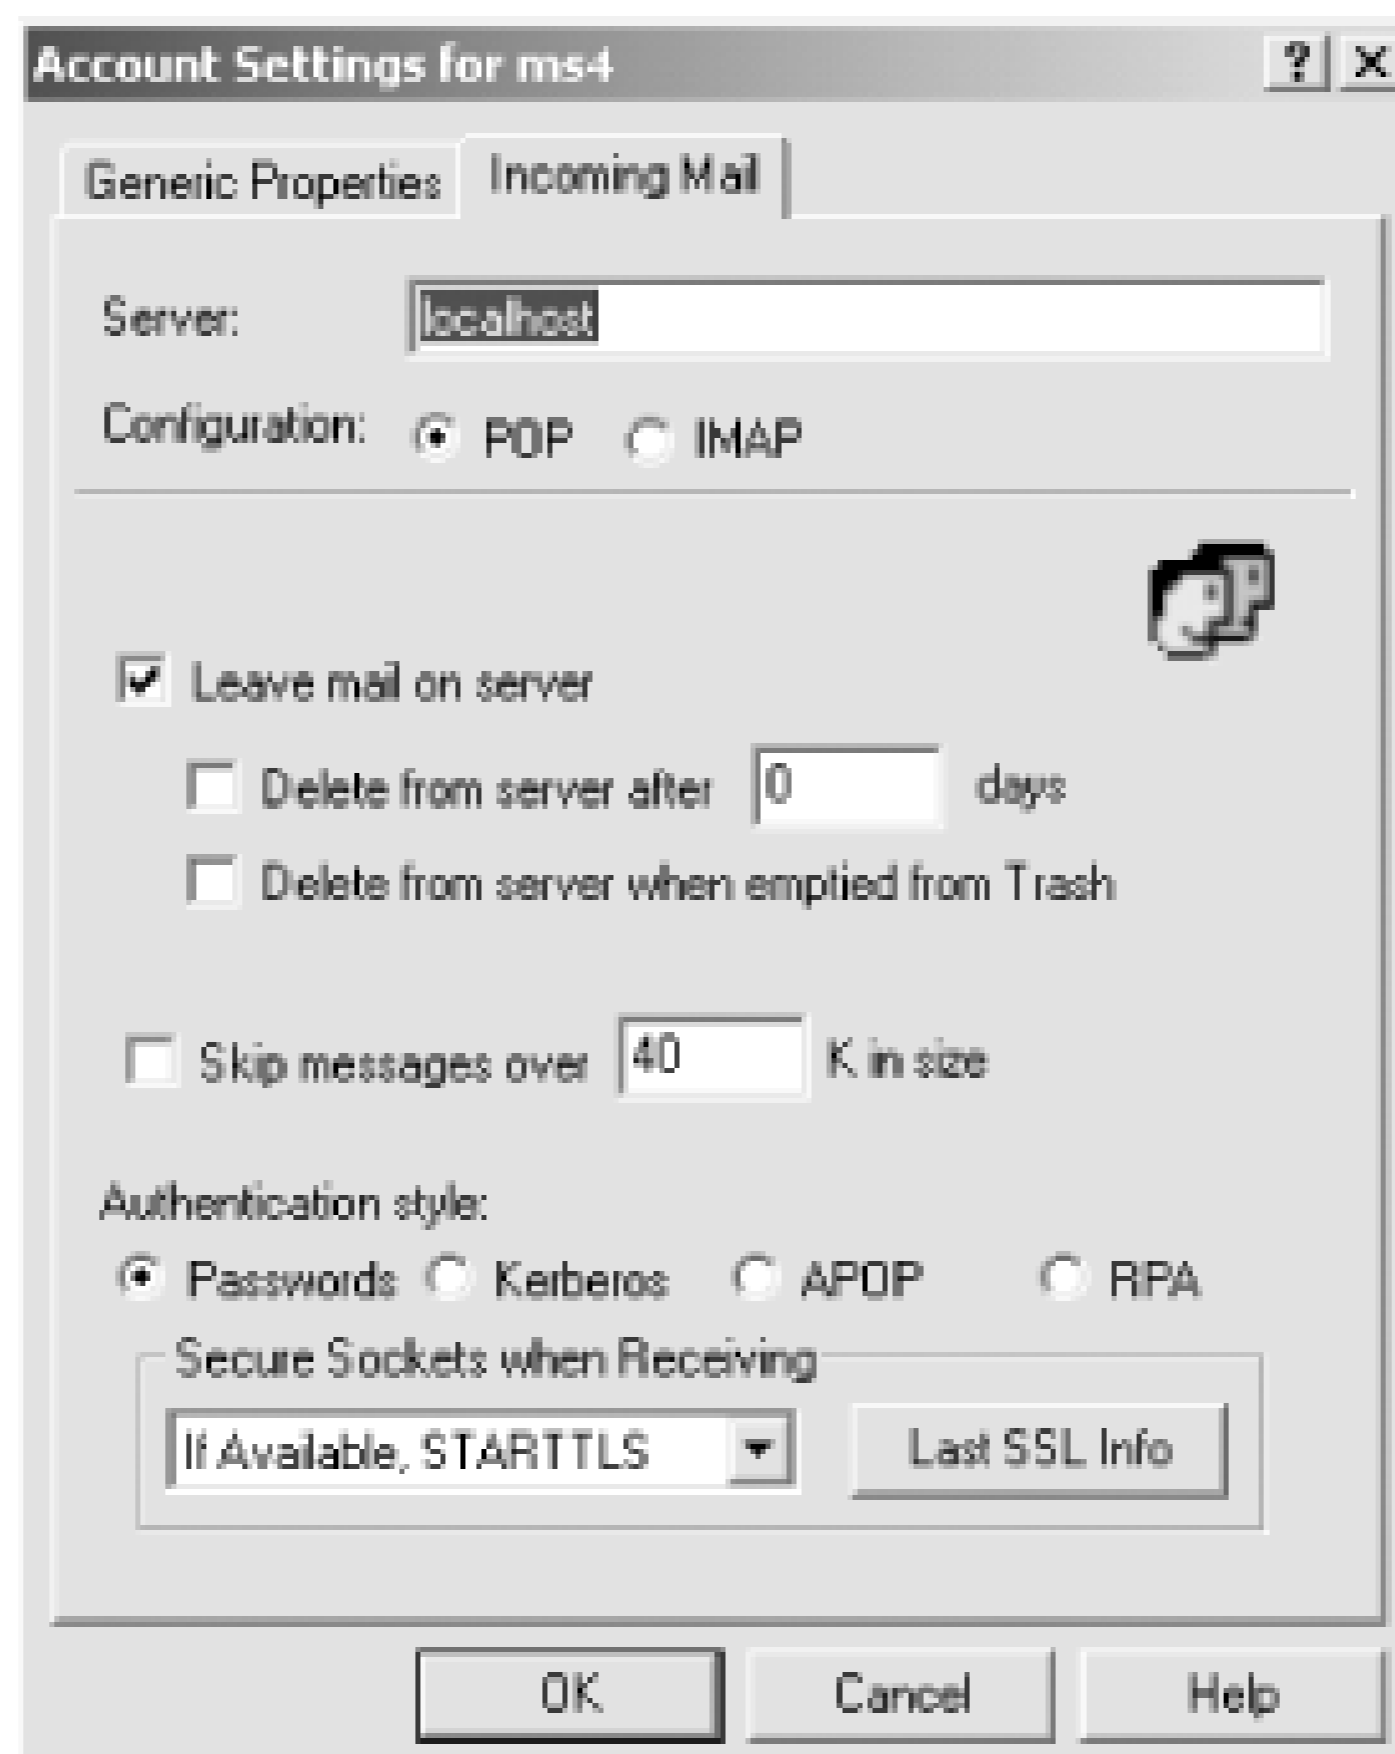 Account Settings for ms4
Generic Properties Incoming Mail
Server: localhost
Configuration: POP IMAP
Leave mail on server
Delete from server after 0 days
Delete from server when emptied from Trash
Skip messages over 40 K in size
Authentication style:
Passwords Kerberos APOP RPA
Secure Sockets when Receiving
If Available, STARTTLS Last SSL Info
OK Cancel Help